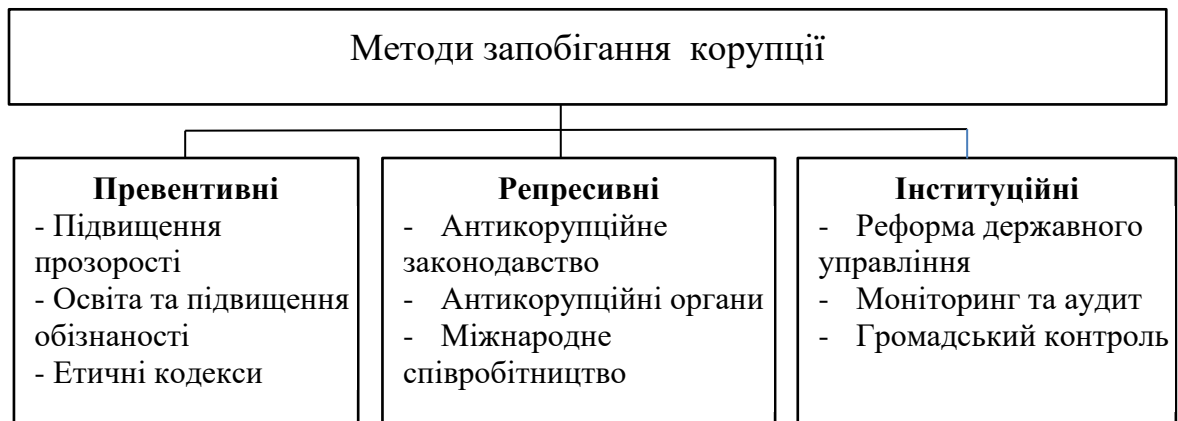 Методи запобігання корупції
Превентивні
- Підвищення
прозорості
- Освіта та підвищення
обізнаності
- Етичні кодекси
Репресивні
- Антикорупційне
законодавство
- Антикорупційні органи
- Міжнародне
співробітництво
Інституційні
- Реформа державного
управління
- Моніторинг та аудит
- Громадський контроль